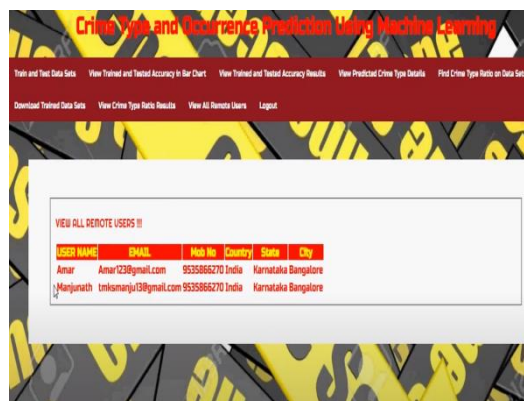 Crime Type and Occurrence Prediction Using Machine Learning
Train and Test Data Sets View Trained and Tested Accuracy in Bar Chart View Trained and Tested Accuracy Results View Predicted Crime Type Details Find Crime Type Ratio on Data Set
Download Trained Data Sets View Crime Type Ratio Results View All Remote Users Logout
VIEW ALL REMOTE USERS !!!
USER NAME EMAIL Mob No Country State City
Amar Amar123@gmail.com 9535866270 India Karnataka Bangalore
Manjunath tmksmanju13@gmail.com 9535866270 India Karnataka Bangalore